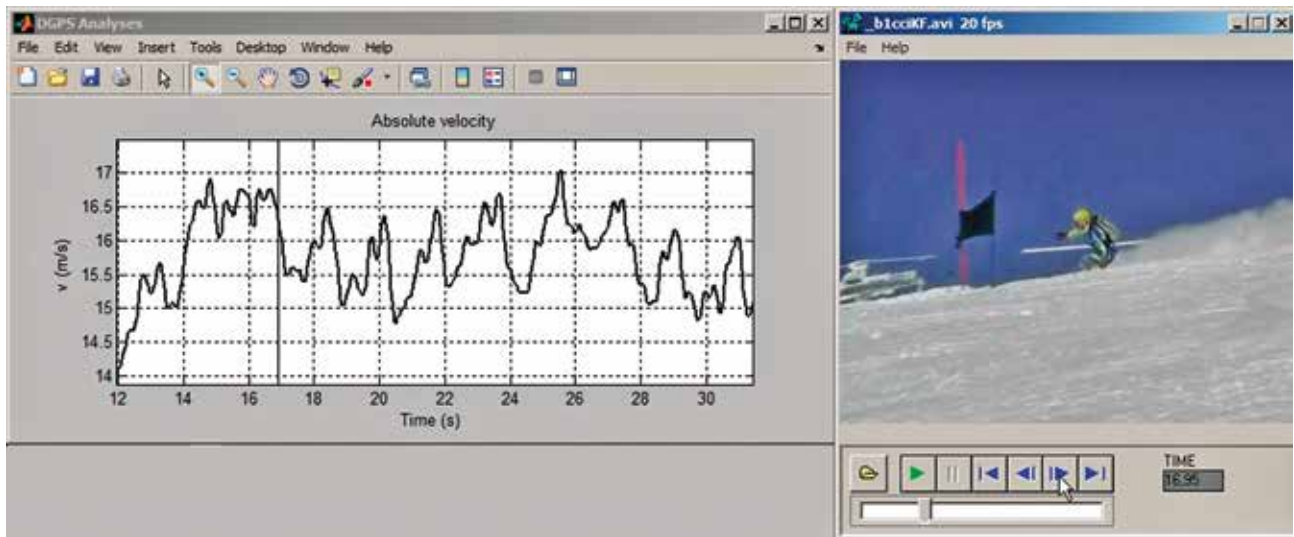 DGPS Analyses
File Edit View Insert Tools Desktop Window Help
Absolute velocity
17
16.5
16
15.5
15
14.5
14
v (m/s)
12 14 16 18 20 22 24 26 28 30
Time (s)
_b1cciKF.avi 20 fps
File Help
TIME
16.95